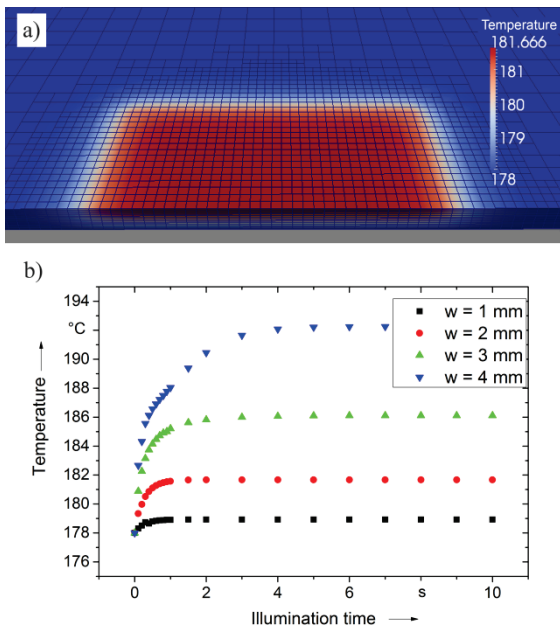 a)
Temperature
181.666
181
180
179
178
b)
194
°C
192
190
188
186
184
182
180
178
176
Temperature
w = 1 mm
w = 2 mm
w = 3 mm
w = 4 mm
0 2 4 6 s 10
Illumination time